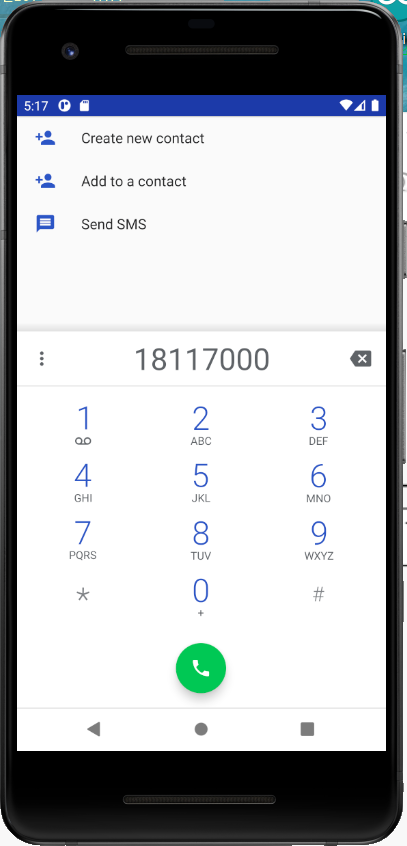 5:17
Create new contact
Add to a contact
Send SMS
18117000
1 2 3
ABC DEF
4 5 6
GHI JKL MNO
7 8 9
PQRS TUV WXYZ
* 0 #
+